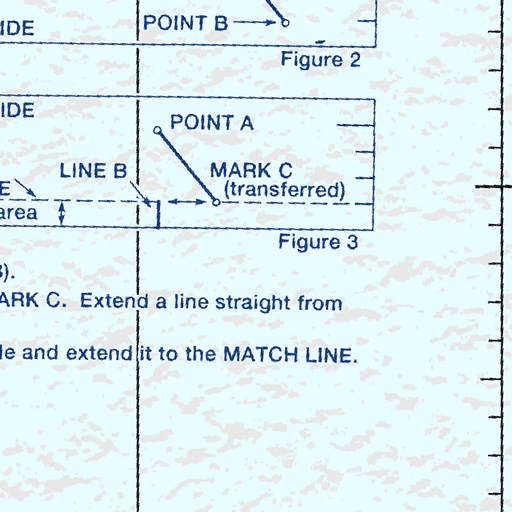 IDE
POINT B
Figure 2
IDE
POINT A
LINE B
MARK C
(transferred)
E
area
Figure 3
).
ARK C. Extend a line straight from
le and extend it to the MATCH LINE.